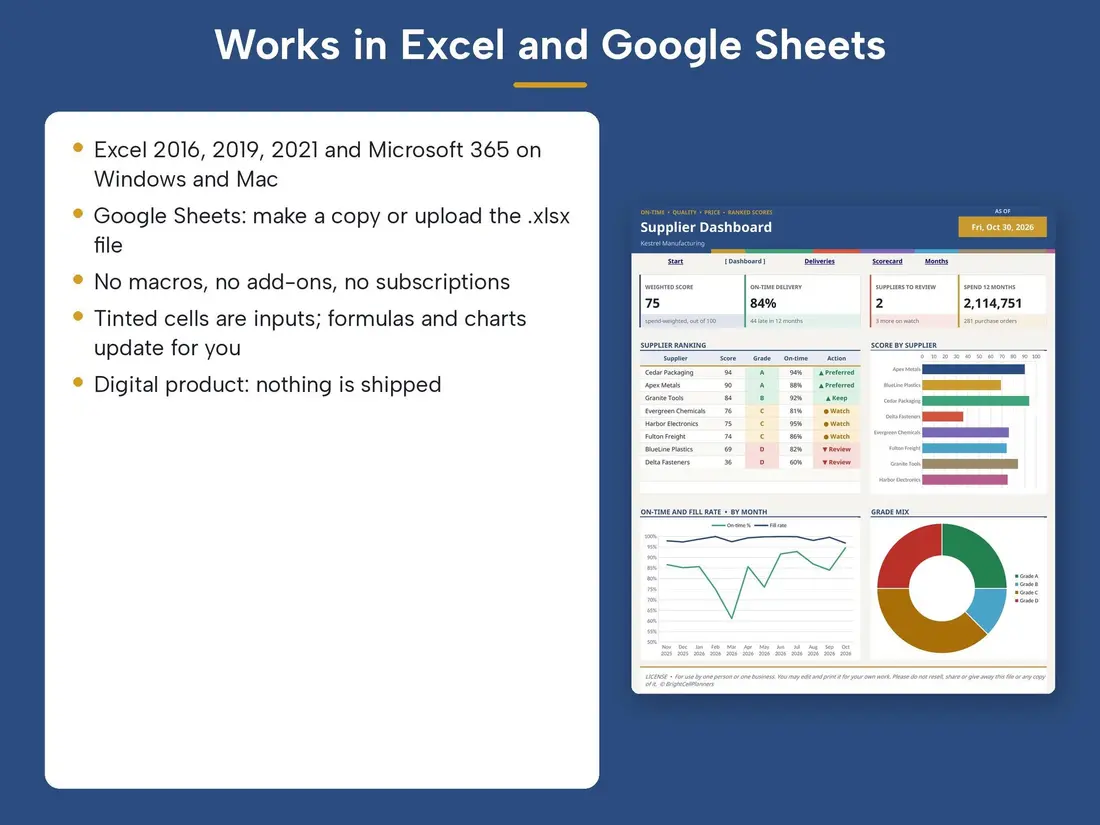 Works in Excel and Google Sheets
Excel 2016, 2019, 2021 and Microsoft 365 on
Windows and Mac
Google Sheets: make a copy or upload the .xlsx
file
No macros, no add-ons, no subscriptions
Tinted cells are inputs; formulas and charts
update for you
Digital product: nothing is shipped
ON-TIME • QUALITY • PRICE • RANKED SCORES
AS OF
Supplier Dashboard
Fri, Oct 30, 2026
Kestrel Manufacturing
Start [ Dashboard ] Deliveries Scorecard Months
WEIGHTED SCORE ON-TIME DELIVERY SUPPLIERS TO REVIEW SPEND 12 MONTHS
75 84% 2 2,114,751
spend-weighted, out of 100 44 late in 12 months 3 more on watch 281 purchase orders
SUPPLIER RANKING
Supplier Score Grade On-time Action
Cedar Packaging 94 A 94% ▲ Preferred
Apex Metals 90 A 88% ▲ Preferred
Granite Tools 84 B 92% ▲ Keep
Evergreen Chemicals 76 C 81% ● Watch
Harbor Electronics 75 C 95% ● Watch
Fulton Freight 74 C 86% ● Watch
BlueLine Plastics 69 D 82% ▼ Review
Delta Fasteners 36 D 60% ▼ Review
SCORE BY SUPPLIER
0 10 20 30 40 50 60 70 80 90 100
Apex Metals
BlueLine Plastics
Cedar Packaging
Delta Fasteners
Evergreen Chemicals
Fulton Freight
Granite Tools
Harbor Electronics
ON-TIME AND FILL RATE • BY MONTH
On-time % Fill rate
100%
95%
90%
85%
80%
75%
70%
65%
60%
55%
50%
Nov Dec Jan Feb Mar Apr May Jun Jul Aug Sep Oct
2025 2025 2026 2026 2026 2026 2026 2026 2026 2026 2026 2026
GRADE MIX
Grade A
Grade B
Grade C
Grade D
LICENSE • For use by one person or one business. You may edit and print it for your own work. Please do not resell, share or give away this file or any copy
of it. © BrightCellPlanners